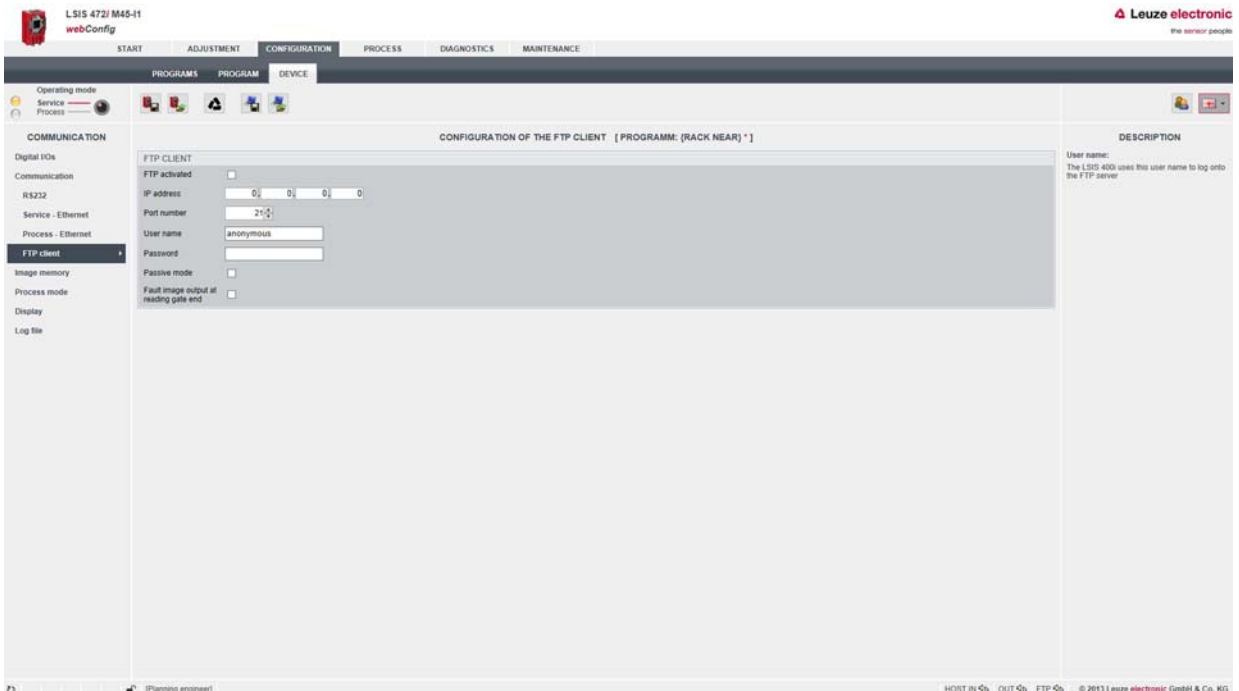 LSIS 472i M45-I1
webConfig
Leuze electronic
the sensor people
START ADJUSTMENT CONFIGURATION PROCESS DIAGNOSTICS MAINTENANCE
PROGRAMS PROGRAM DEVICE
Operating mode
Service
Process
COMMUNICATION
Digital I/Os
Communication
RS232
Service - Ethernet
Process - Ethernet
FTP client
Image memory
Process mode
Display
Log file
CONFIGURATION OF THE FTP CLIENT [ PROGRAMM: (RACK NEAR) * ]
FTP CLIENT
FTP activated
IP address 0. 0. 0. 0
Port number 21
User name anonymous
Password
Passive mode
Fault image output at
reading gate end
DESCRIPTION
User name:
The LSIS 400i uses this user name to log onto
the FTP server
[Planning engineer]
HOST IN OUT FTP © 2013 Leuze electronic GmbH & Co. KG